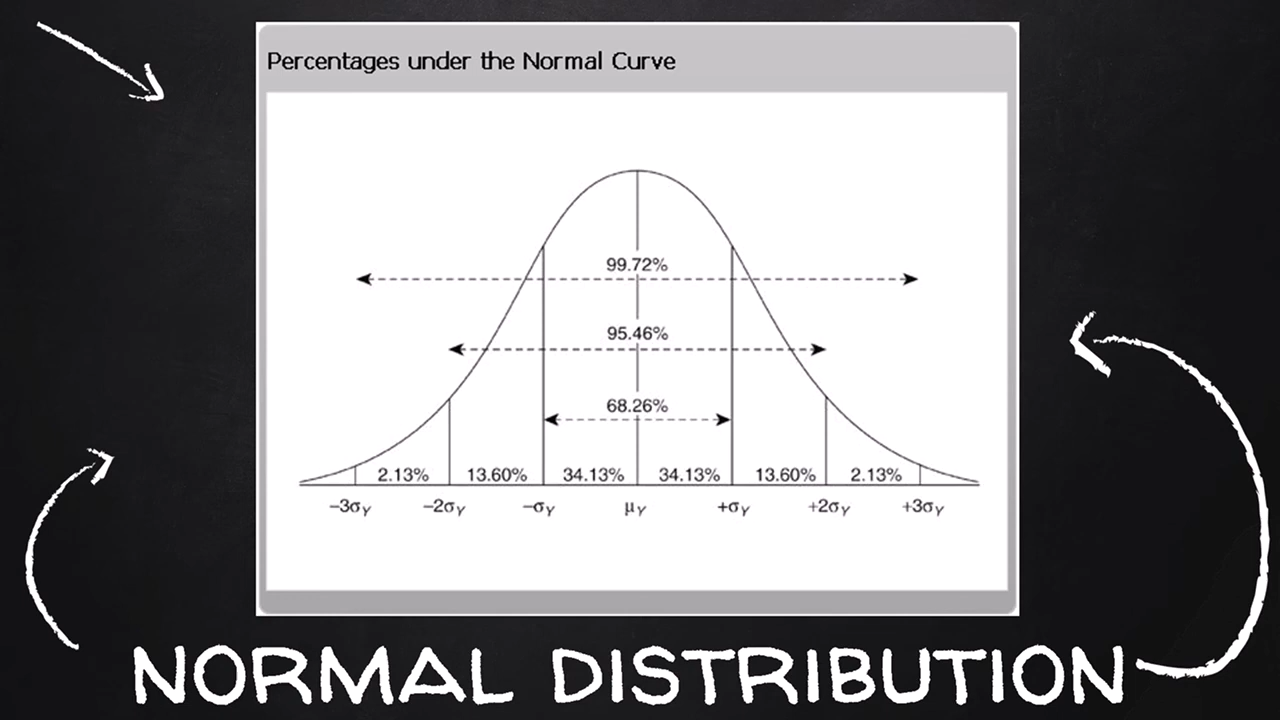 Percentages under the Normal Curve
99.72%
95.46%
68.26%
2.13% 13.60% 34.13% 34.13% 13.60% 2.13%
−3σY −2σY −σY μY +σY +2σY +3σY
NORMAL DISTRIBUTION